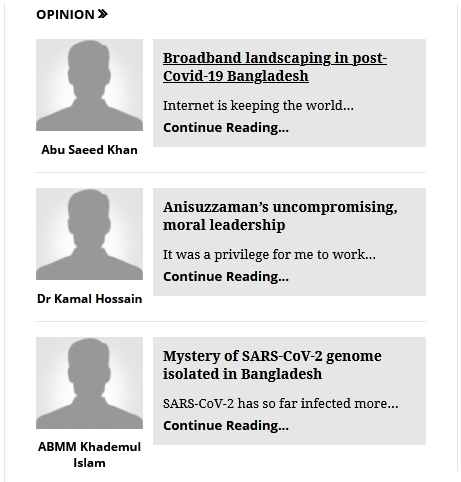 OPINION
Broadband landscaping in post-
Covid-19 Bangladesh
Internet is keeping the world...
Continue Reading...
Abu Saeed Khan
Anisuzzaman’s uncompromising,
moral leadership
It was a privilege for me to work...
Continue Reading...
Dr Kamal Hossain
Mystery of SARS-CoV-2 genome
isolated in Bangladesh
SARS-CoV-2 has so far infected more...
Continue Reading...
ABMM Khademul
Islam